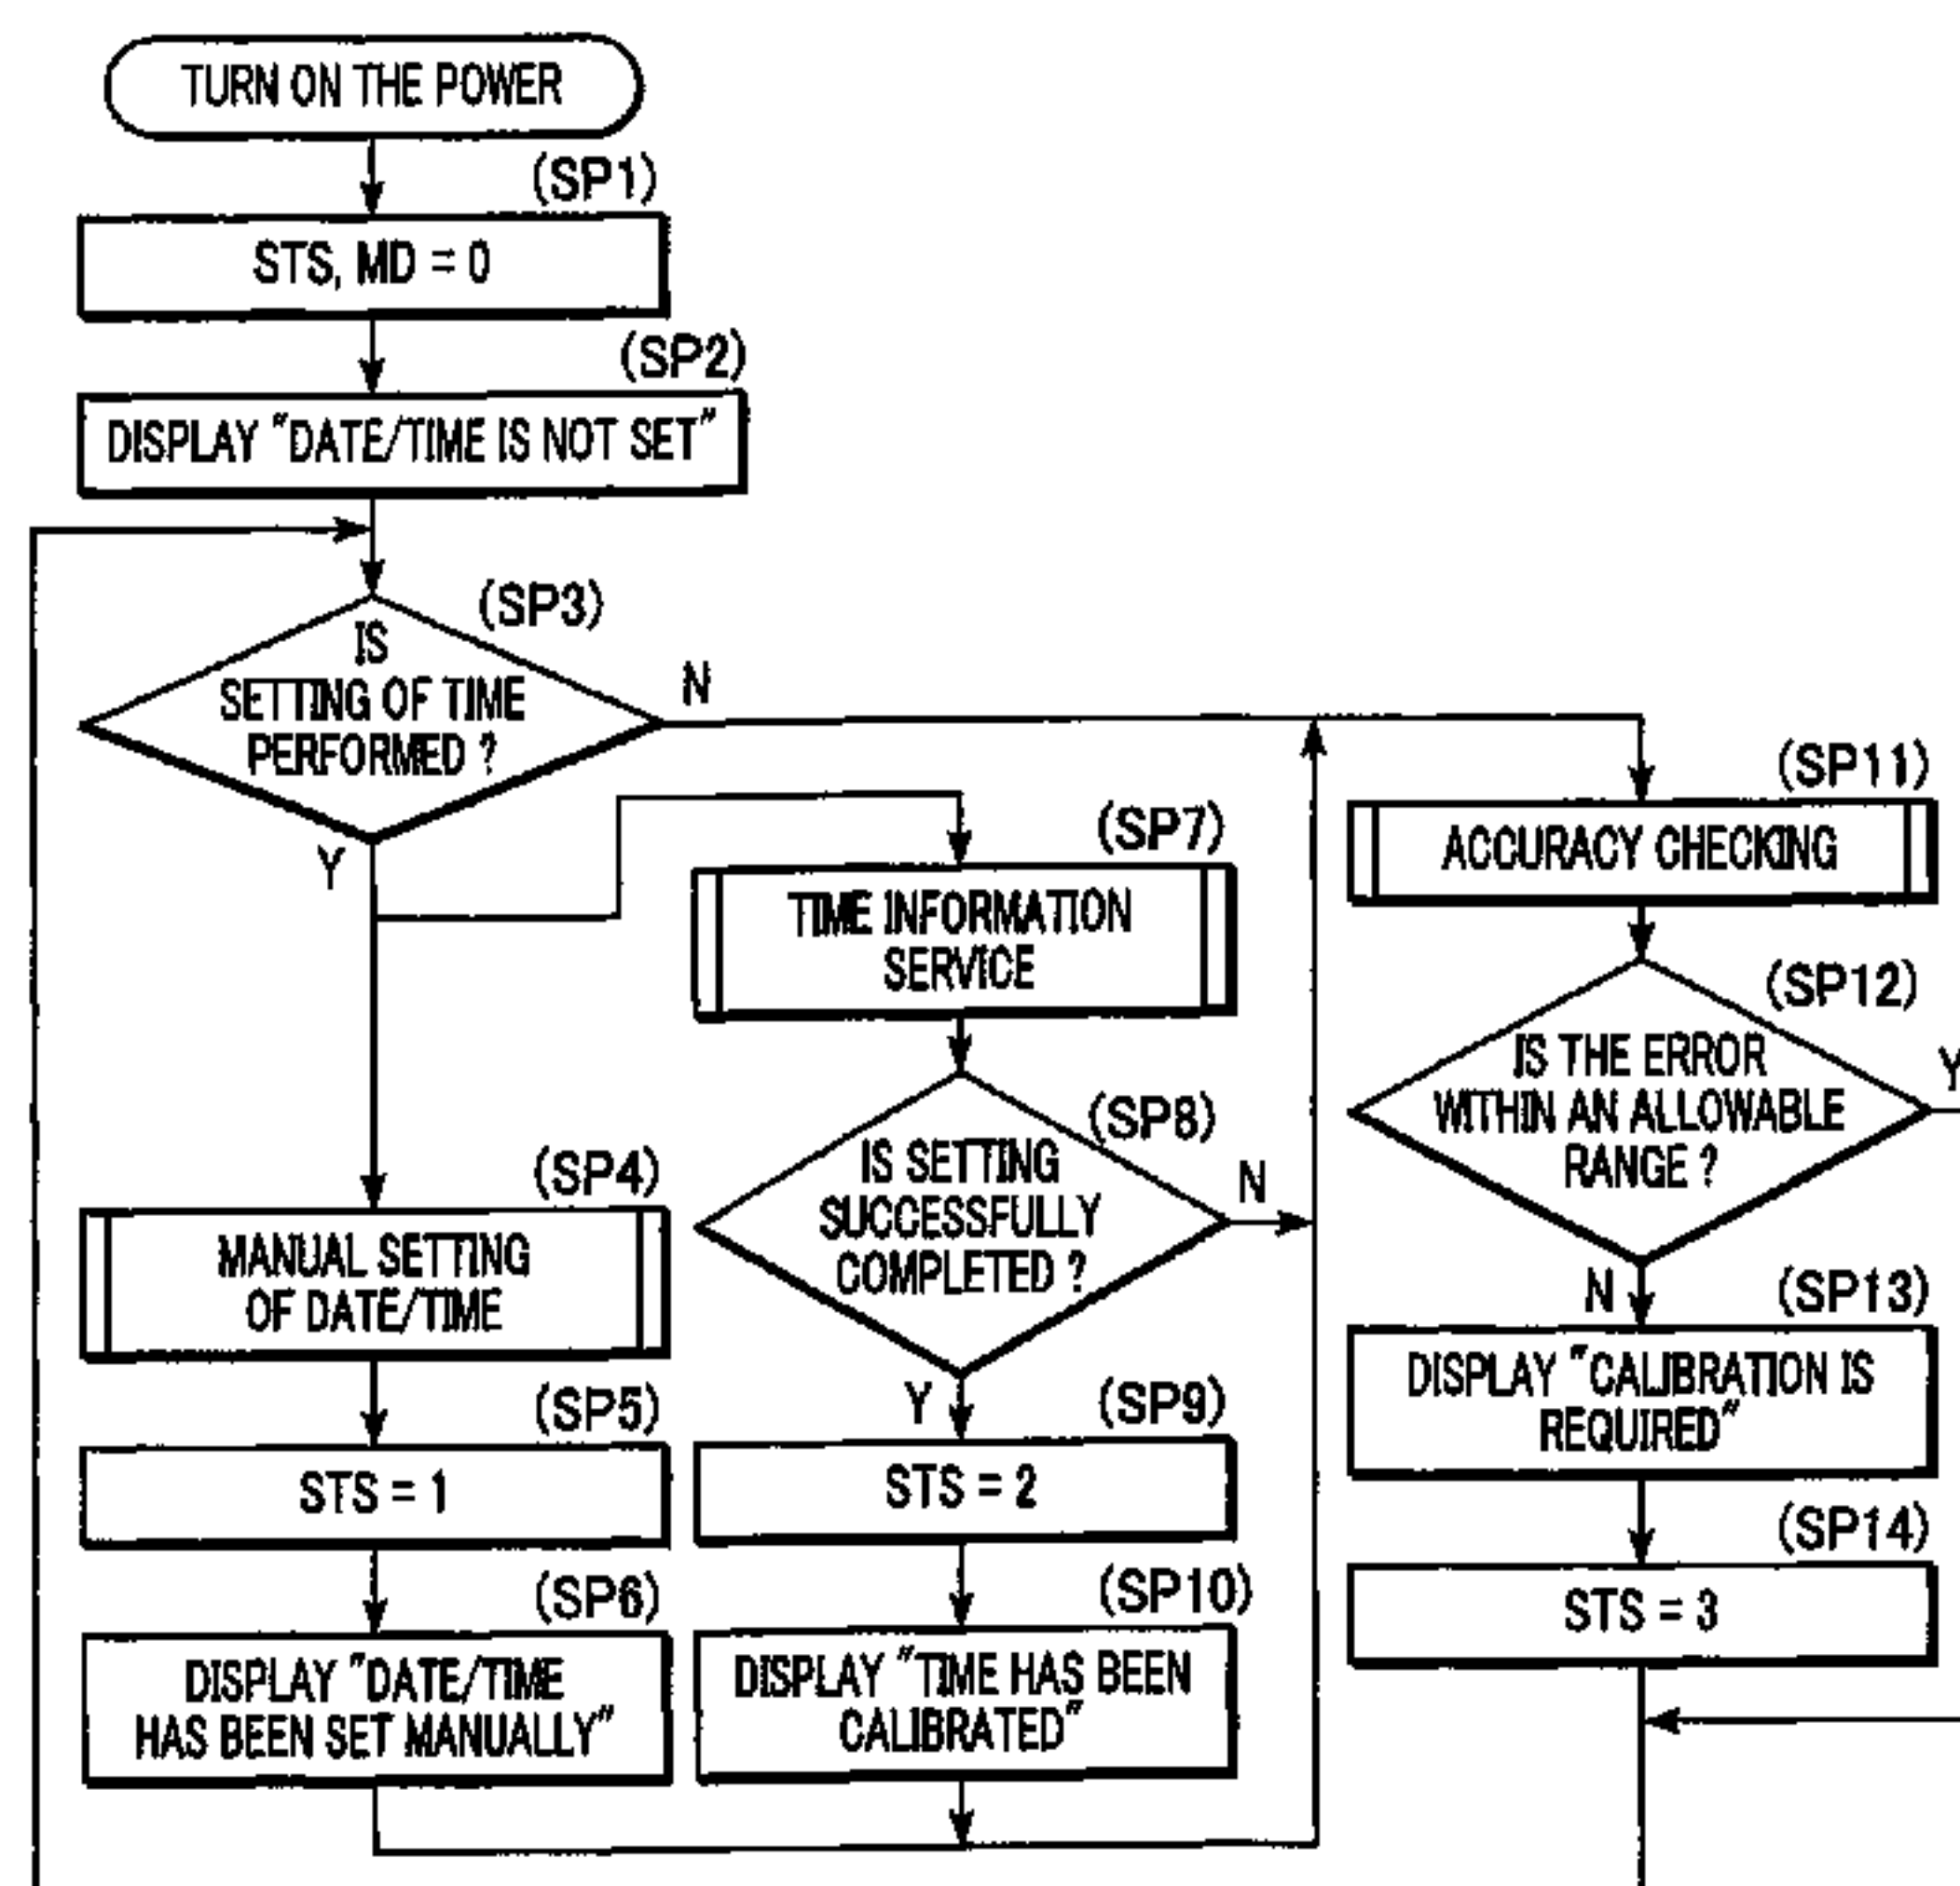 TURN ON THE POWER
(SP1)
STS, MD = 0
(SP2)
DISPLAY "DATE/TIME IS NOT SET"
(SP3)
IS
SETTING OF TIME
PERFORMED ?
N
Y
(SP7)
TIME INFORMATION
SERVICE
(SP8)
IS SETTING
SUCCESSFULLY
COMPLETED ?
N
Y
(SP4)
MANUAL SETTING
OF DATE/TIME
(SP5)
STS = 1
(SP6)
DISPLAY "DATE/TIME
HAS BEEN SET MANUALLY"
(SP9)
STS = 2
(SP10)
DISPLAY "TIME HAS BEEN
CALIBRATED"
(SP11)
ACCURACY CHECKING
(SP12)
IS THE ERROR
WITHIN AN ALLOWABLE
RANGE ?
Y
N
(SP13)
DISPLAY "CALIBRATION IS
REQUIRED"
(SP14)
STS = 3